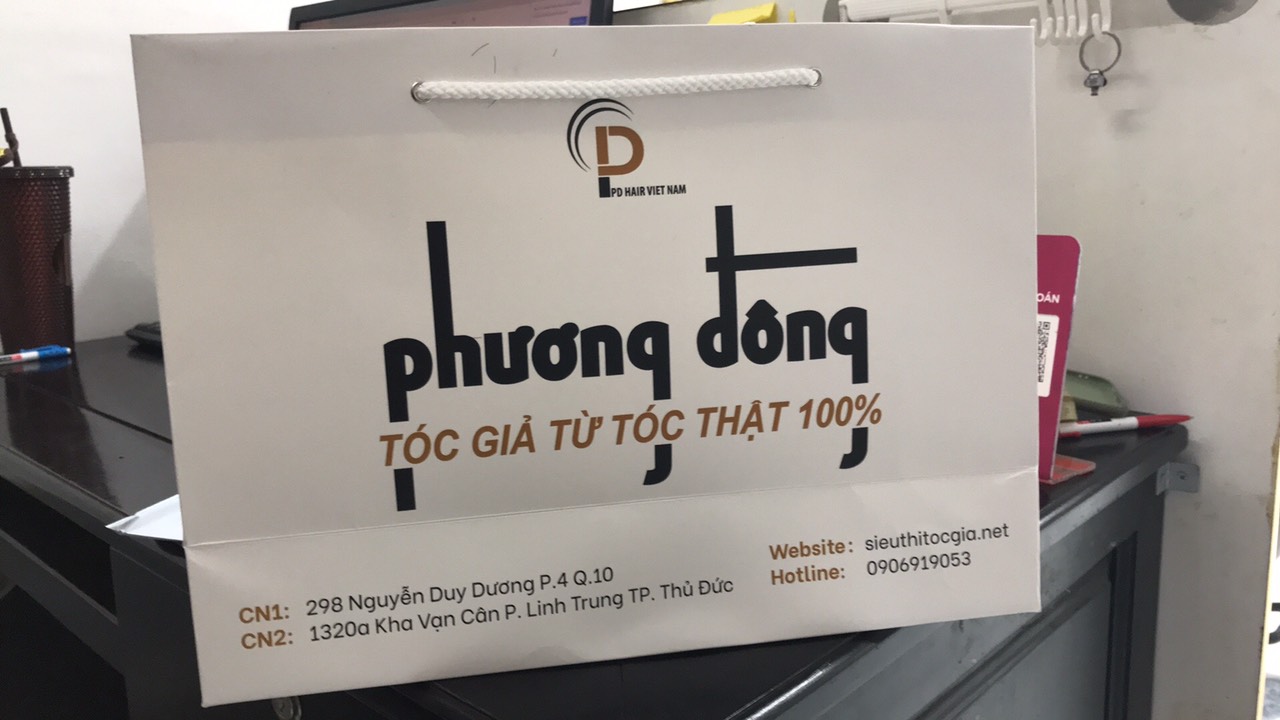 PD HAIR VIET NAM
phương đông
TÓC GIẢ TỪ TÓC THẬT 100%
CN1: 298 Nguyễn Duy Dương P.4 Q.10
CN2: 1320a Kha Vạn Cân P. Linh Trung TP. Thủ Đức
Website: sieuthitocgia.net
Hotline: 0906919053
OÁN